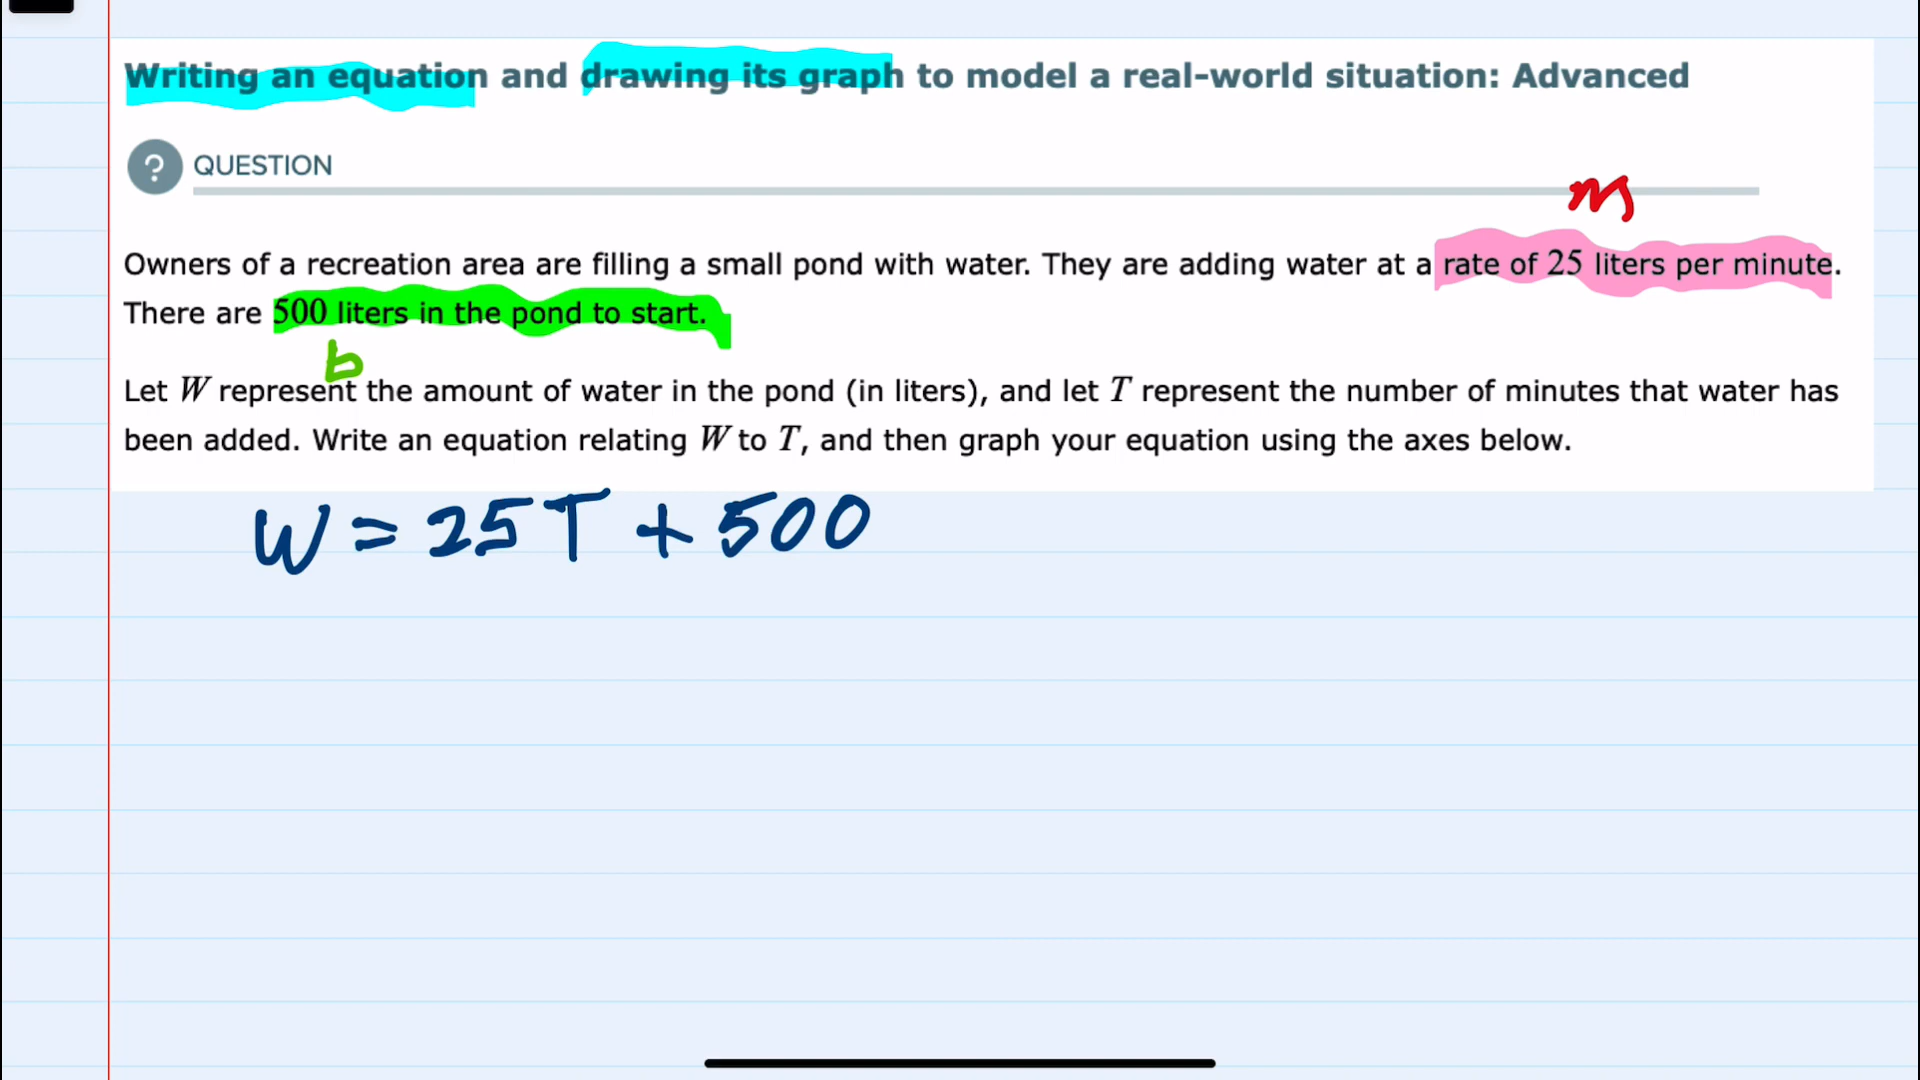 Writing an equation and drawing its graph to model a real-world situation: Advanced
? QUESTION
m
Owners of a recreation area are filling a small pond with water. They are adding water at a rate of 25 liters per minute.
There are 500 liters in the pond to start.
b
Let W represent the amount of water in the pond (in liters), and let T represent the number of minutes that water has
been added. Write an equation relating W to T, and then graph your equation using the axes below.
W = 25T + 500